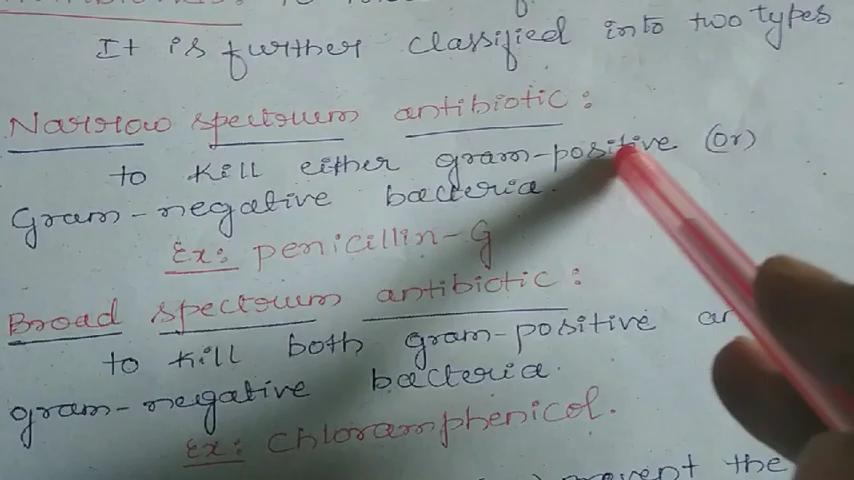 It is further classified into two types
Narrow spectrum antibiotic:
to kill either gram-positive (or)
Gram-negative bacteria.
Ex: penicillin-G
Broad spectrum antibiotic:
to kill both gram-positive
gram-negative bacteria.
Ex: chloramphenicol.
the